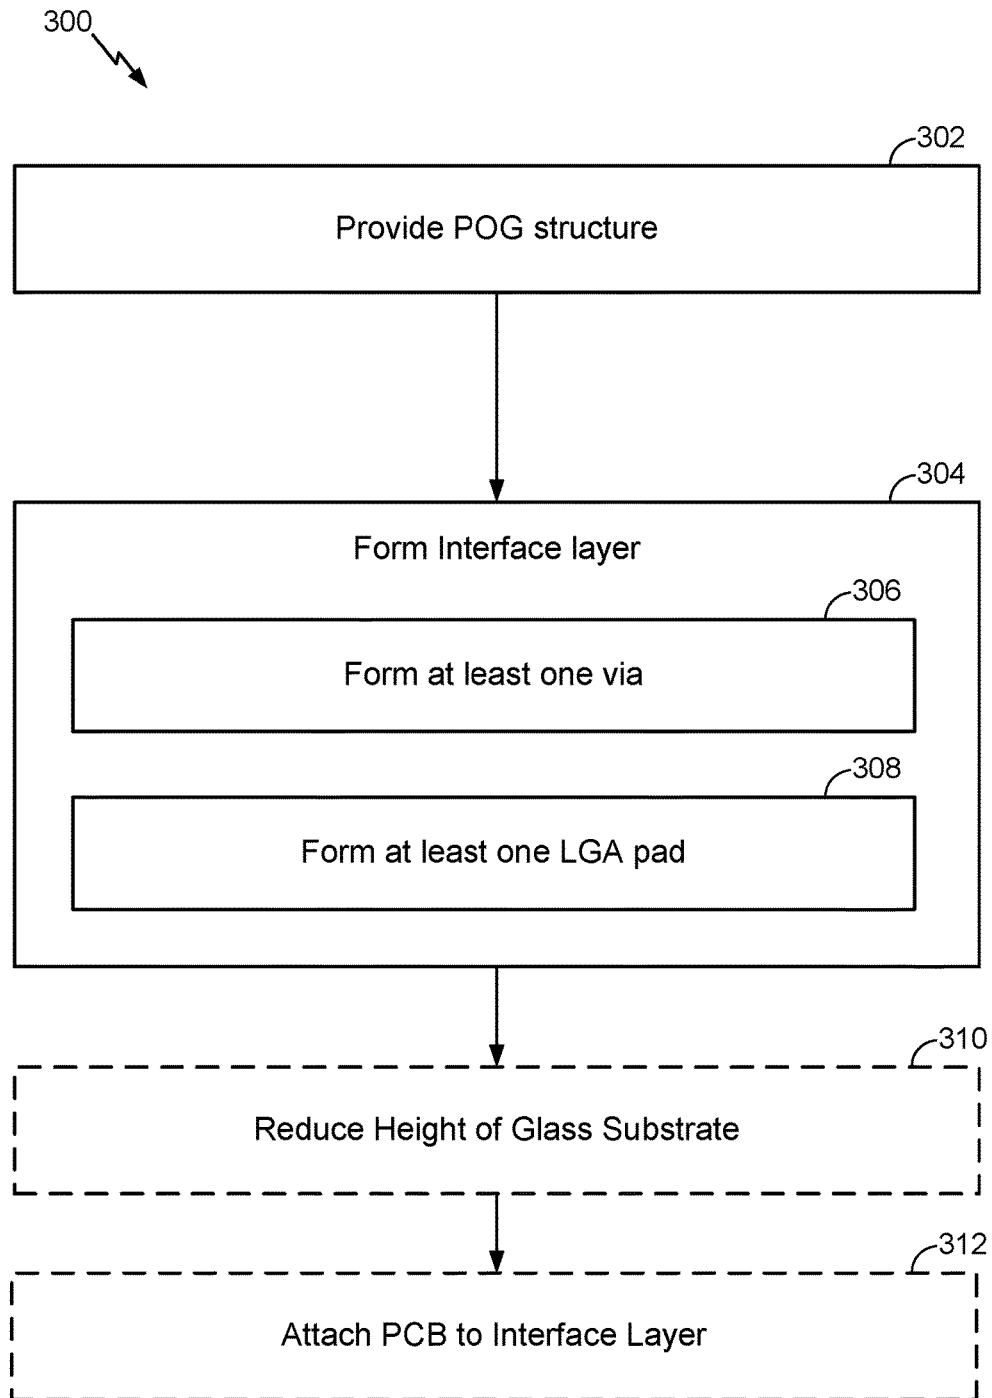 300
302
Provide POG structure
304
Form Interface layer
306
Form at least one via
308
Form at least one LGA pad
310
Reduce Height of Glass Substrate
312
Attach PCB to Interface Layer